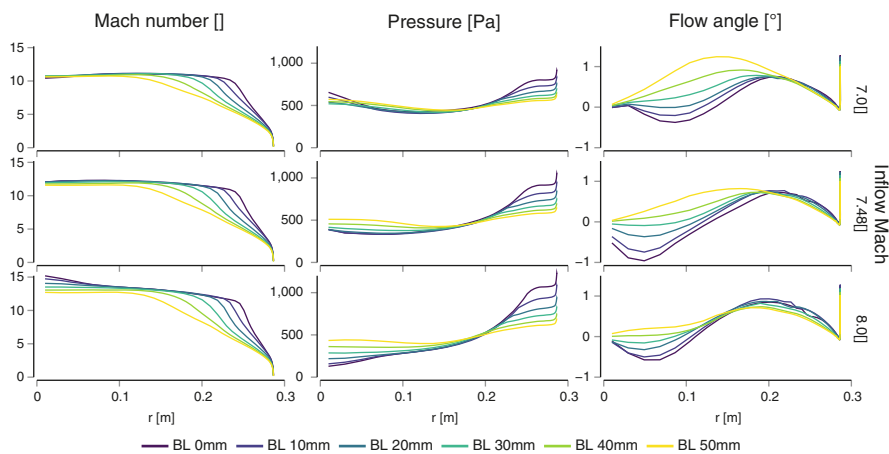 Mach number [] Pressure [Pa] Flow angle [°]
15 10 5 0
1,000 500 0
1 0 −1
7.0[]
15 10 5 0
1,000 500 0
1 0 −1
7.48[]
15 10 5 0
1,000 500 0
1 0 −1
8.0[]
Inflow Mach
0 0.1 0.2 0.3 0 0.1 0.2 0.3 0 0.1 0.2 0.3
r [m] r [m] r [m]
BL 0mm BL 10mm BL 20mm BL 30mm BL 40mm BL 50mm